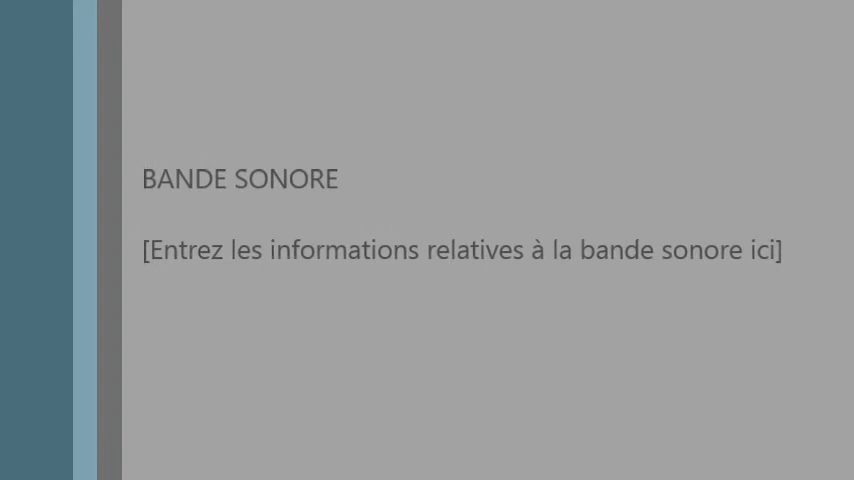 BANDE SONORE
[Entrez les informations relatives à la bande sonore ici]